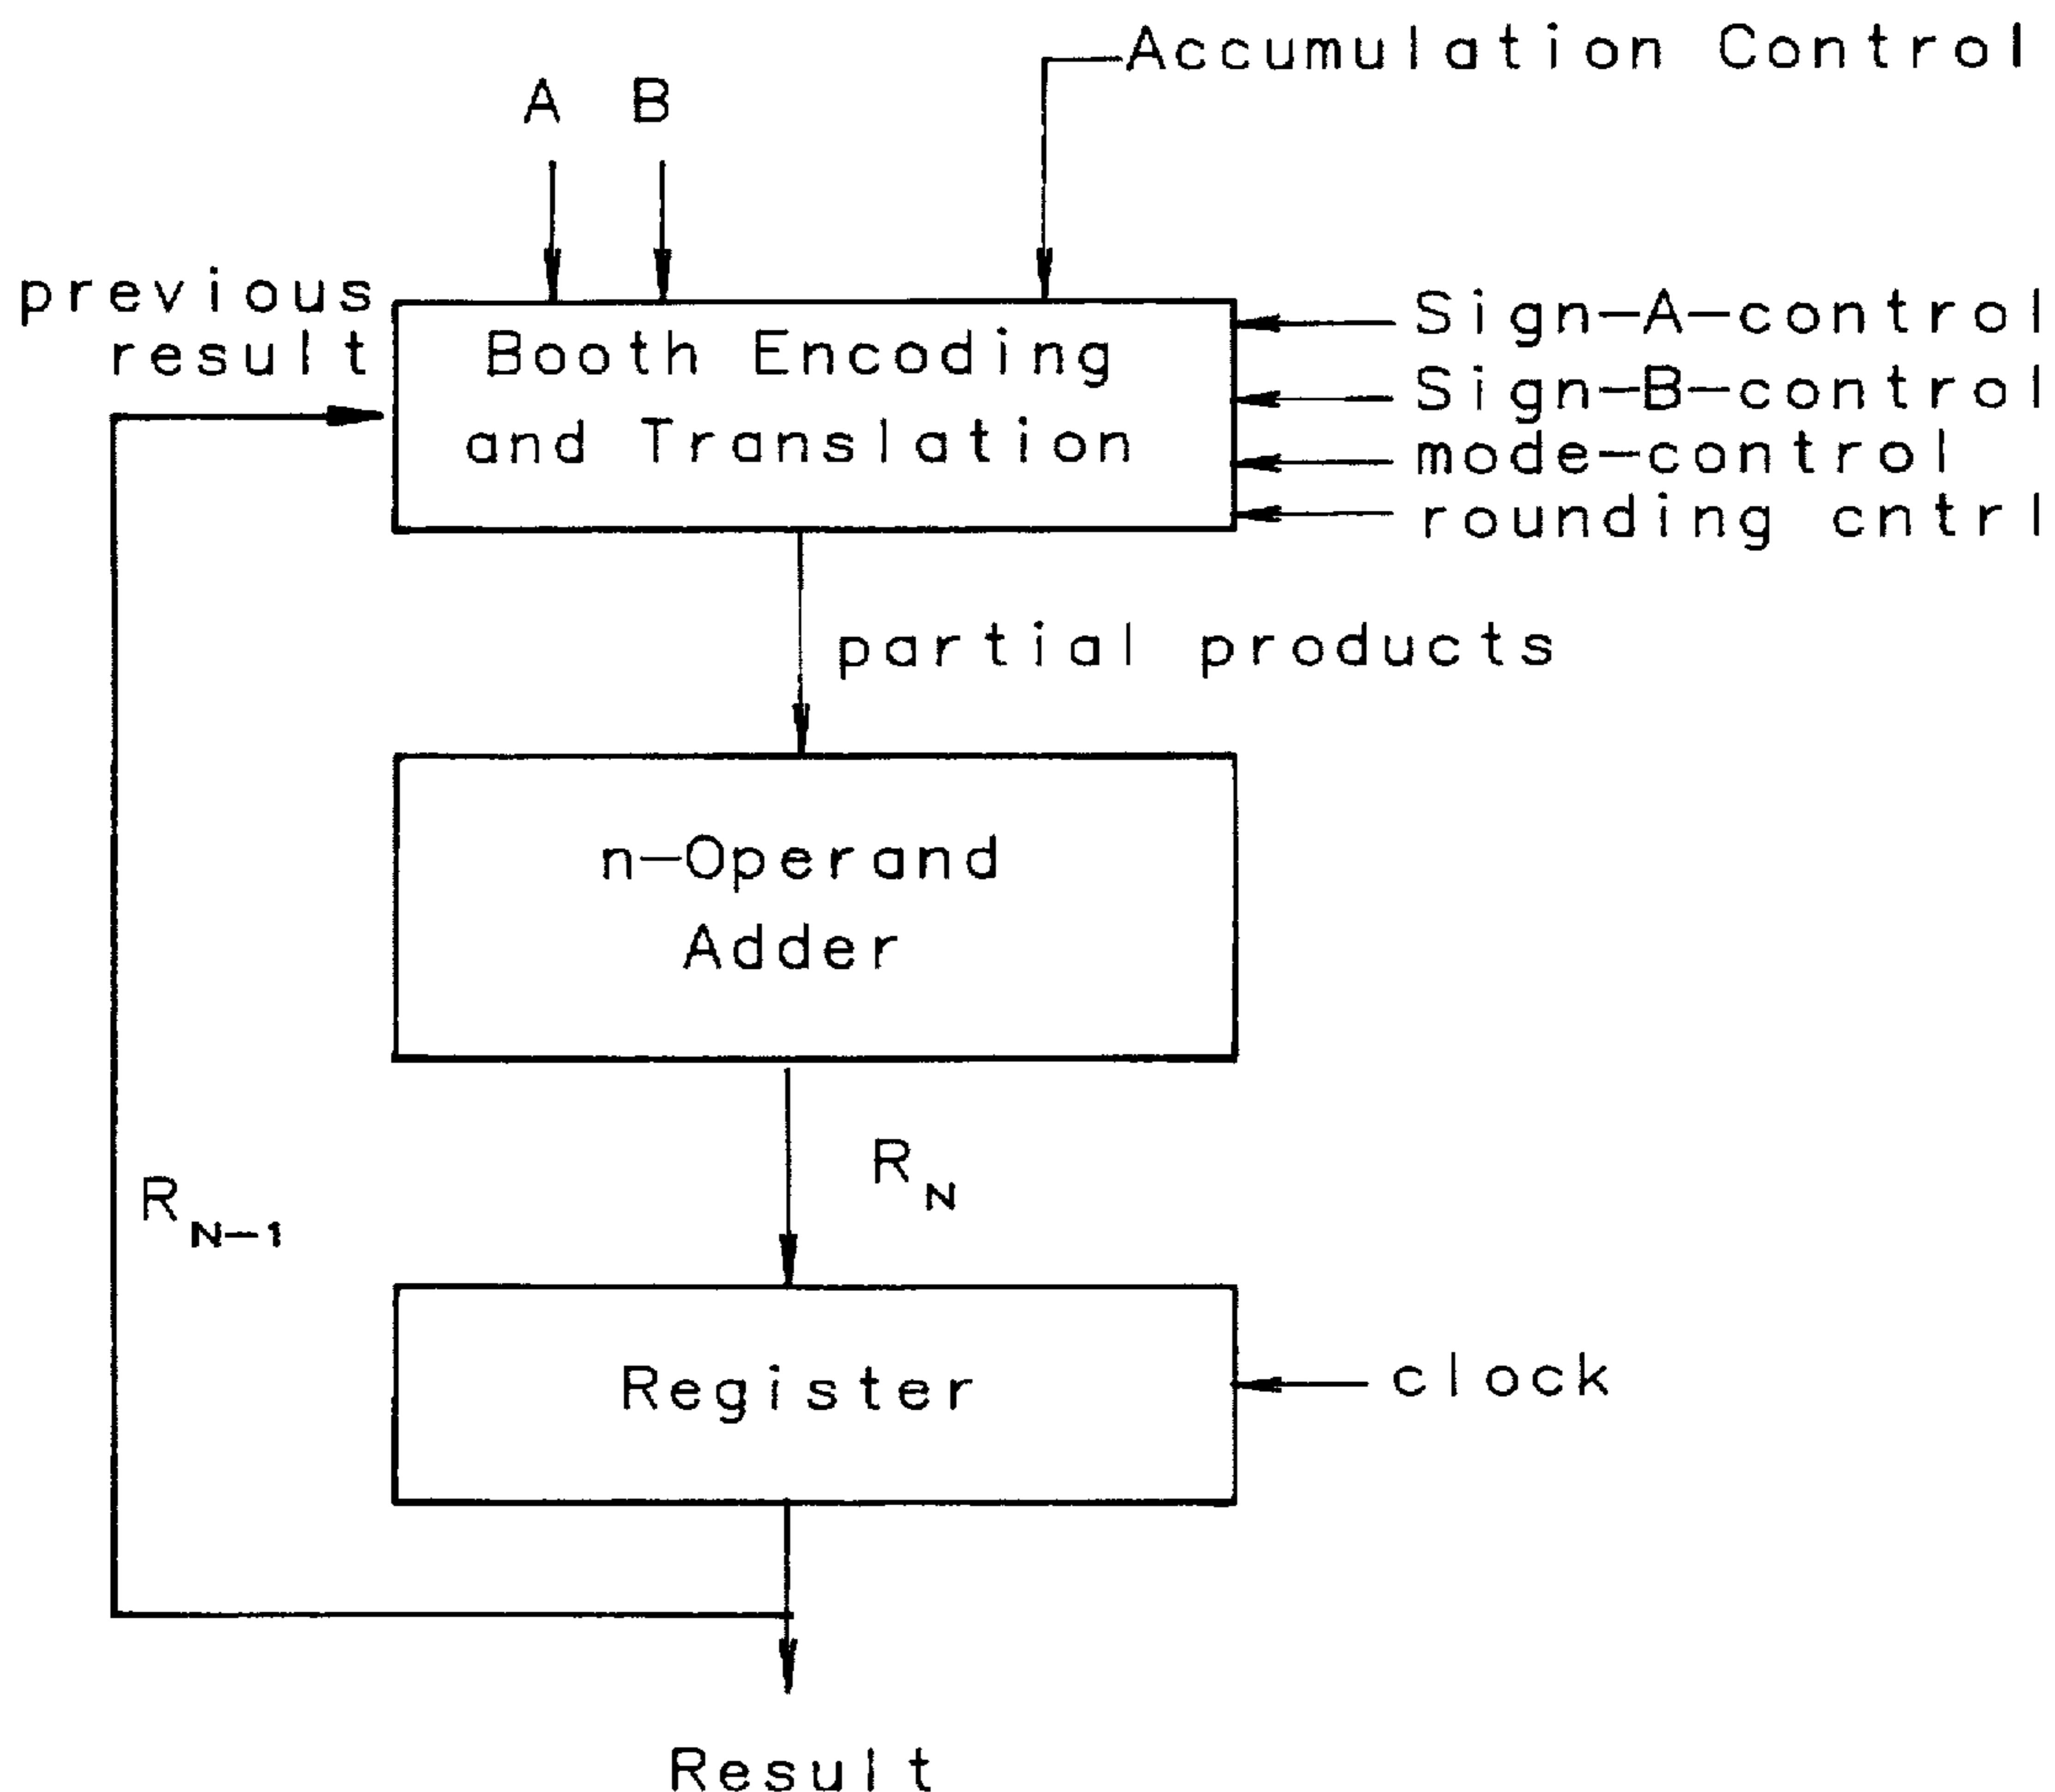 Accumulation Control
A B
previous
result
Booth Encoding
and Translation
Sign-A-control
Sign-B-control
mode-control
rounding cntrl
partial products
n-Operand
Adder
R_N
R_N-1
Register
clock
Result